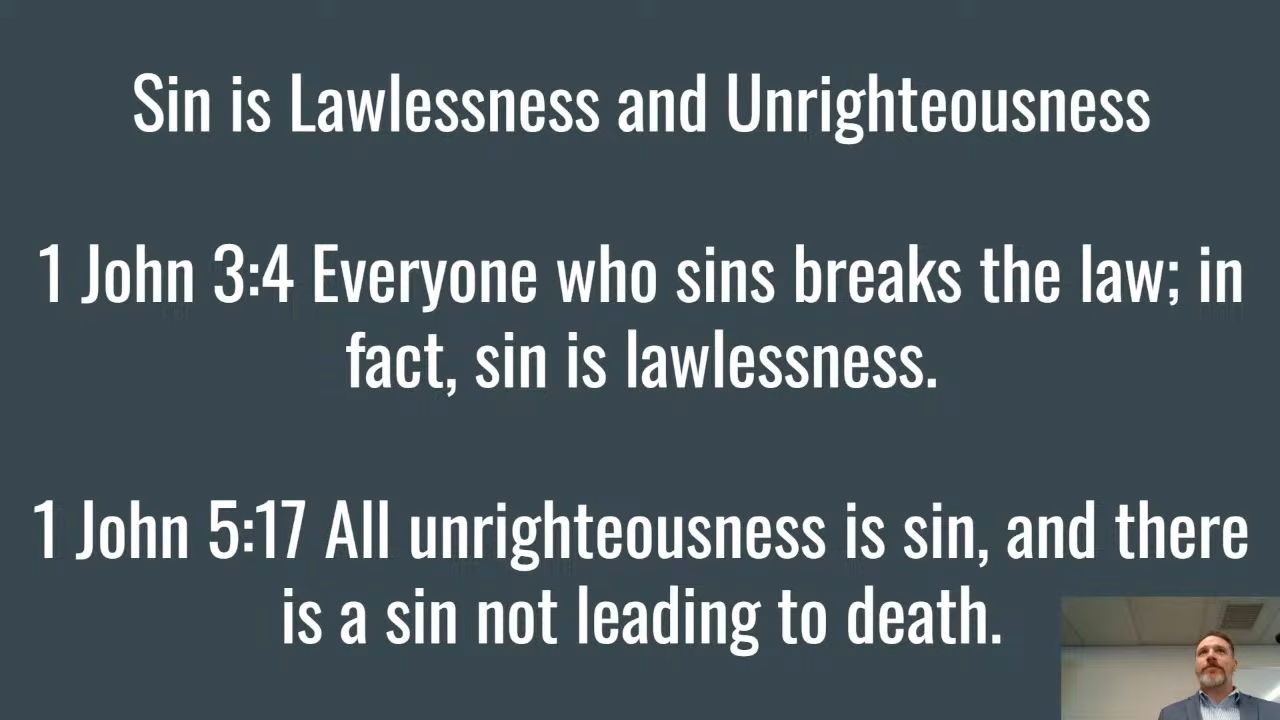 Sin is Lawlessness and Unrighteousness
1 John 3:4 Everyone who sins breaks the law; in
fact, sin is lawlessness.
1 John 5:17 All unrighteousness is sin, and there
is a sin not leading to death.